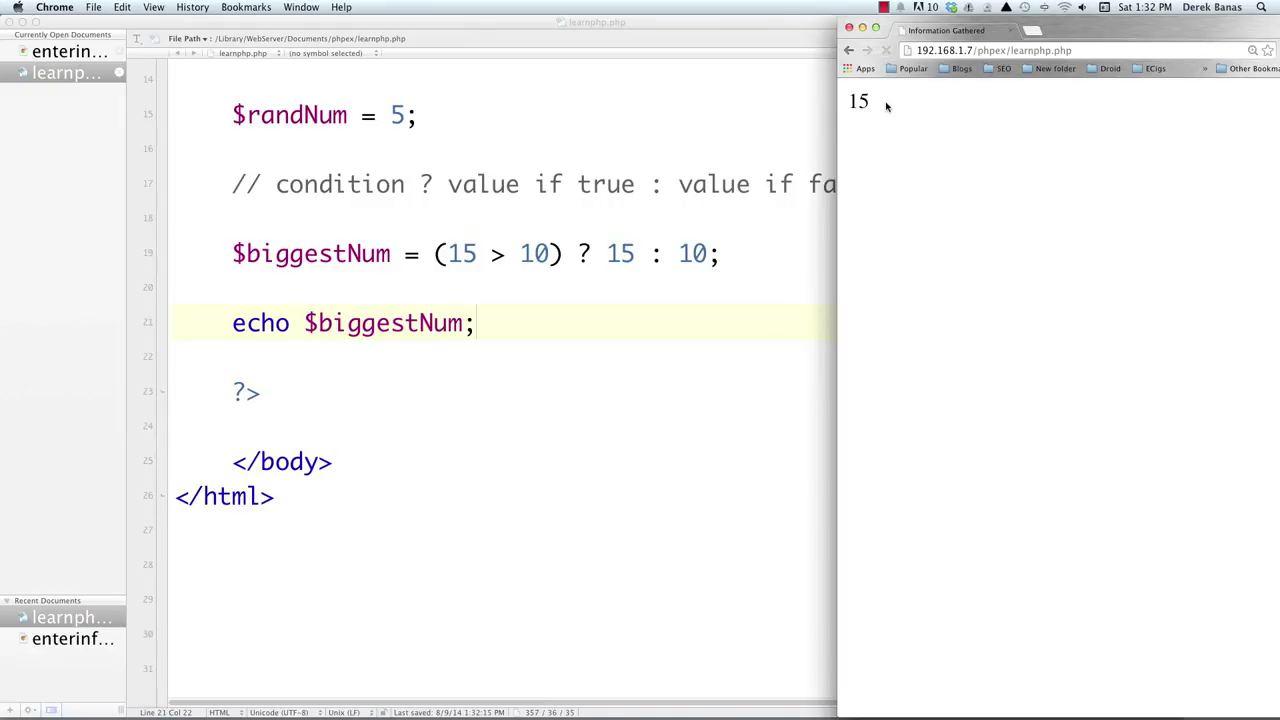 Chrome File Edit View History Bookmarks Window Help
10 Sat 1:32 PM Derek Banas
Currently Open Documents
enterin...
learnp...
Recent Documents
learnph...
enterinf...
learnphp.php
File Path ▾ : /Library/WebServer/Documents/phpex/learnphp.php
learnphp.php (no symbol selected)
14
15 $randNum = 5;
16
17 // condition ? value if true : value if fa
18
19 $biggestNum = (15 > 10) ? 15 : 10;
20
21 echo $biggestNum;
22
23 ?>
24
25 </body>
26 </html>
27
28
29
30
31
Line 21 Col 22 HTML Unicode (UTF-8) Unix (LF) Last saved: 8/9/14 1:32:15 PM 357 / 36 / 35
Information Gathered
192.168.1.7/phpex/learnphp.php
Apps Popular Blogs SEO New folder Droid ECigs » Other Bookmar
15